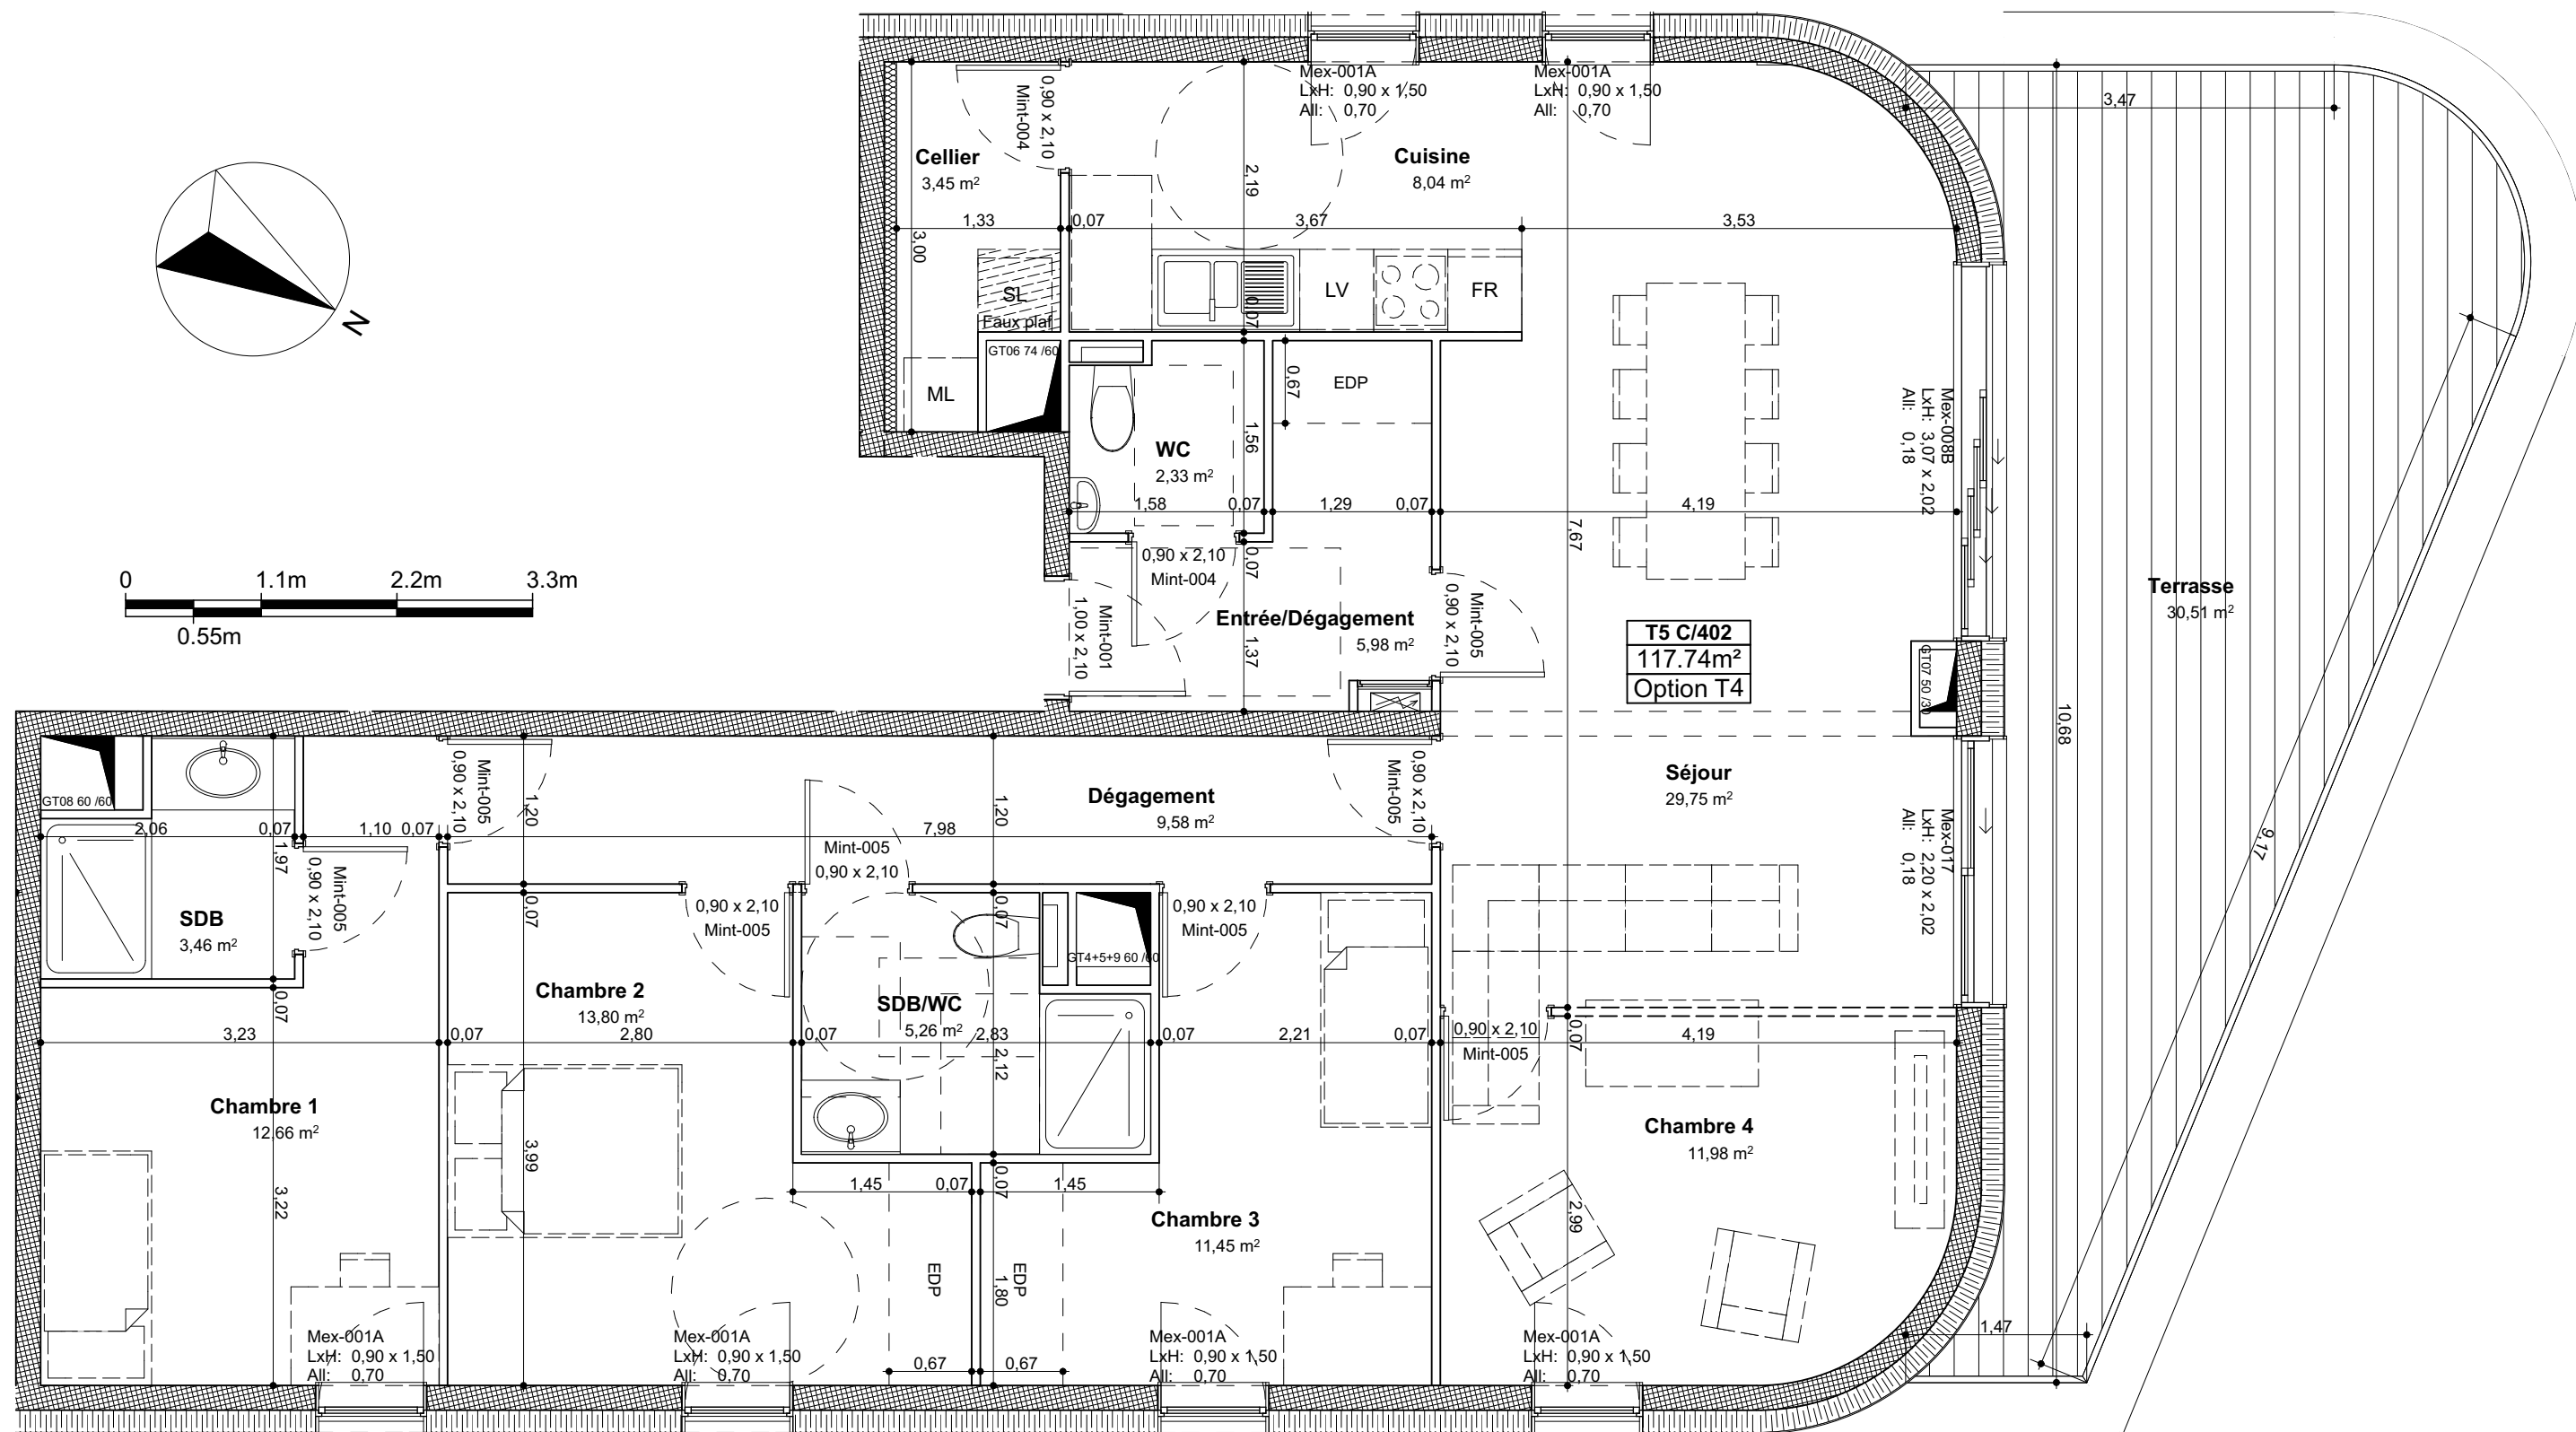 Mex-001A
LxH: 0,90 x 1,50
All: 0,70
Mex-001A
LxH: 0,90 x 1,50
All: 0,70
0,90 x 2,10
Mint-004
3,47
Cellier
3,45 m²
Cuisine
8,04 m²
2,19
1,33
0,07
3,67
3,53
3,00
N
SL
Faux plaf
0,07
LV
FR
GT06 74 /60
ML
0,67
EDP
WC
2,33 m²
1,56
1,58
0,07
1,29
0,07
4,19
7,67
Mex-008B
LxH: 3,07 x 2,02
All: 0,18
0
1.1m
2.2m
3.3m
0.55m
0,90 x 2,10
Mint-004
0,07
1,00 x 2,10
Mint-001
Entrée/Dégagement
5,98 m²
1,37
0,90 x 2,10
Mint-005
T5 C/402
117.74m²
Option T4
Terrasse
30,51 m²
GT07 50 /30
10,68
9,17
GT08 60 /60
0,90 x 2,10
Mint-005
1,20
1,20
Dégagement
9,58 m²
Mint-005
0,90 x 2,10
Séjour
29,75 m²
2,06
0,07
1,10
0,07
7,98
1,97
0,90 x 2,10
Mint-005
Mint-005
0,90 x 2,10
Mex-017
LxH: 2,20 x 2,02
All: 0,18
SDB
3,46 m²
0,07
0,90 x 2,10
Mint-005
0,07
0,90 x 2,10
Mint-005
GT4+5+9 60 /60
0,07
Chambre 2
13,80 m²
SDB/WC
5,26 m²
3,23
0,07
2,80
0,07
2,83
0,07
2,21
0,07
0,90 x 2,10
Mint-005
0,07
4,19
2,12
Chambre 1
12,66 m²
3,99
Chambre 4
11,98 m²
3,22
1,45
0,07
0,07
1,45
2,99
Chambre 3
11,45 m²
EDP
EDP
1,80
1,47
Mex-001A
LxH: 0,90 x 1,50
All: 0,70
Mex-001A
LxH: 0,90 x 1,50
All: 0,70
0,67
0,67
Mex-001A
LxH: 0,90 x 1,50
All: 0,70
Mex-001A
LxH: 0,90 x 1,50
All: 0,70